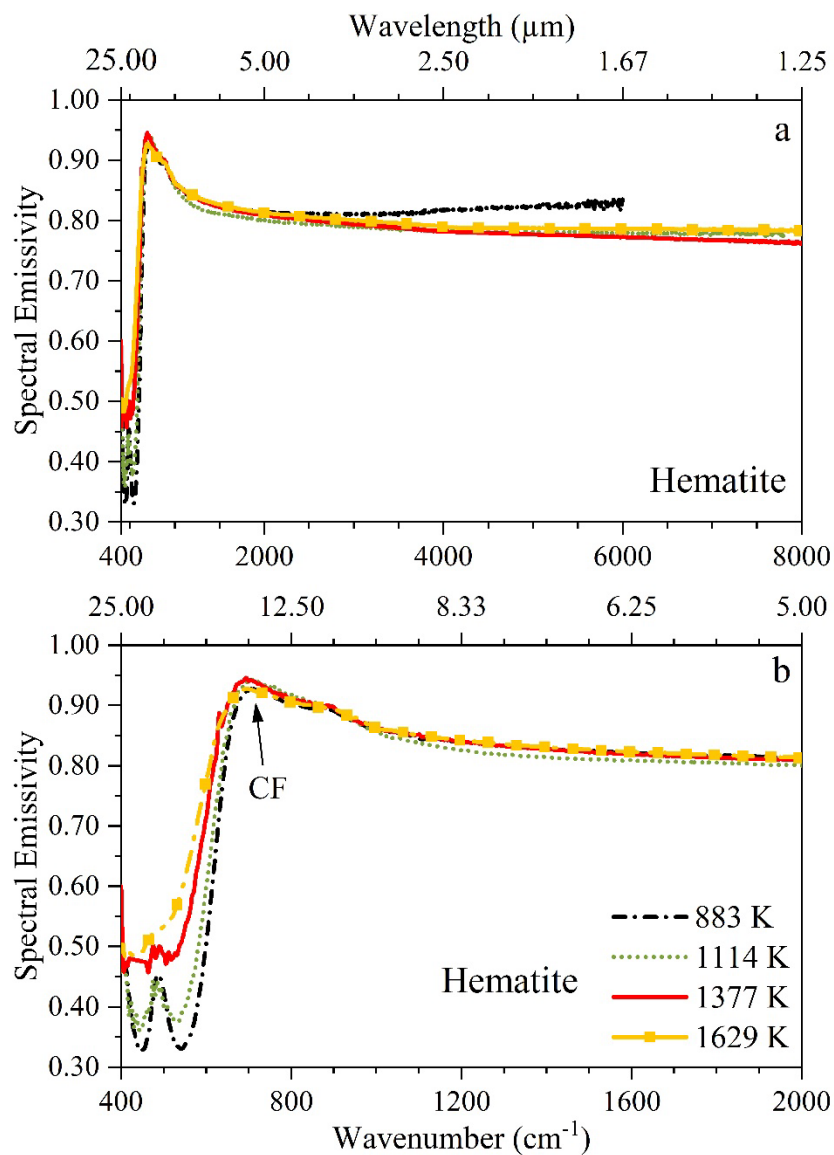 Wavelength (µm)
25.00 5.00 2.50 1.67 1.25
1.00
0.90
0.80
0.70
0.60
0.50
0.40
0.30
Spectral Emissivity
a
Hematite
400 2000 4000 6000 8000
25.00 12.50 8.33 6.25 5.00
1.00
0.90
0.80
0.70
0.60
0.50
0.40
0.30
Spectral Emissivity
b
CF
Hematite
883 K
1114 K
1377 K
1629 K
400 800 1200 1600 2000
Wavenumber (cm⁻¹)